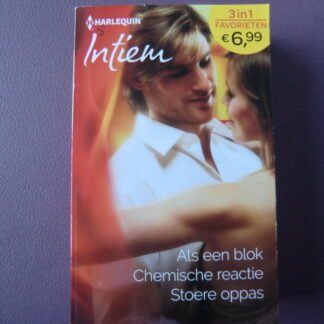 HARLEQUIN
Intiem
3 in 1
FAVORIETEN
€ 6,99
Als een blok
Chemische reactie
Stoere oppas